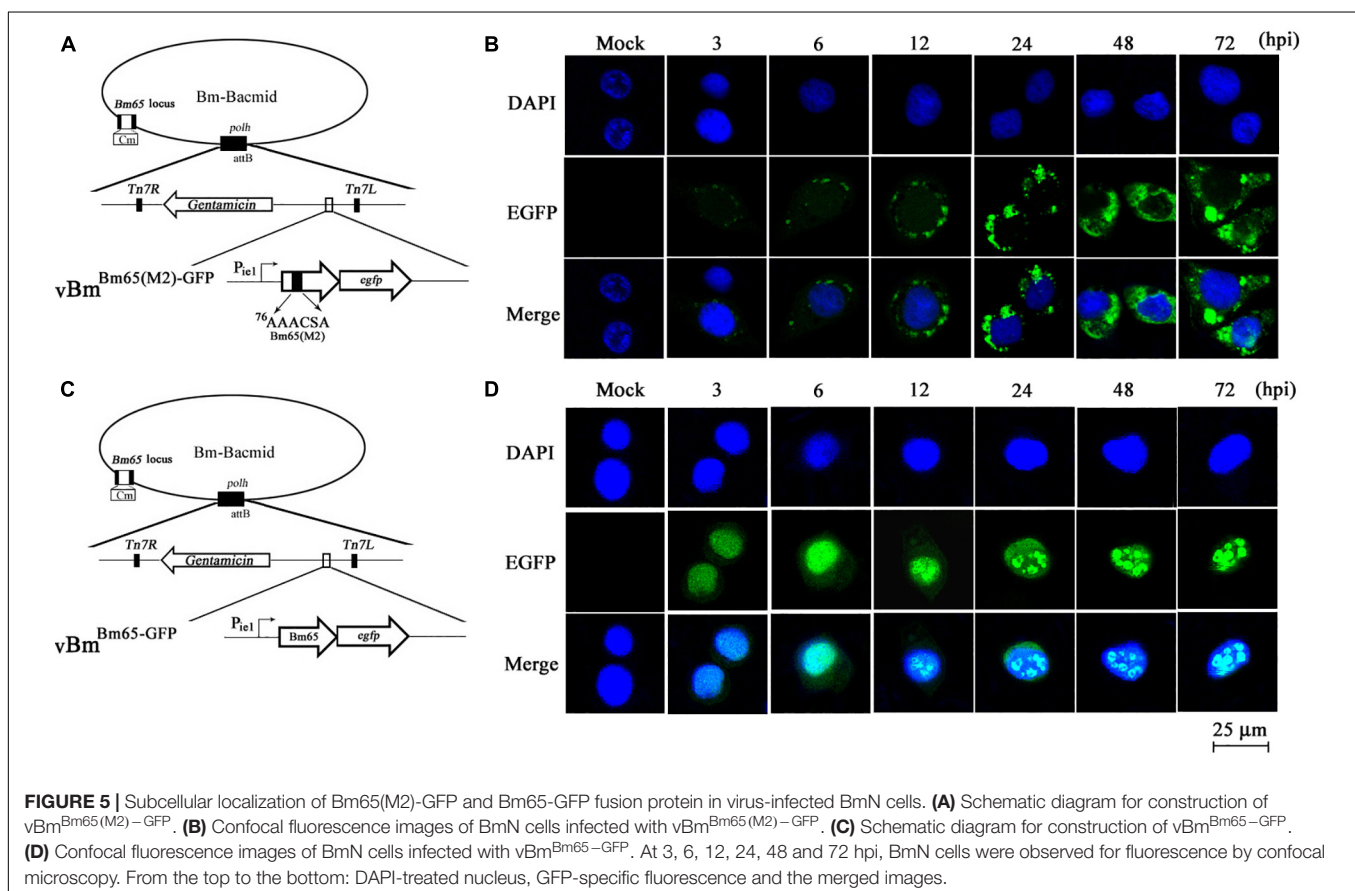 A
Bm65 locus
Cm
Bm-Bacmid
polh
attB
Tn7R
Gentamicin
Tn7L
vBm^Bm65(M2)-GFP
P_ie1
egfp
^76AAACSA
Bm65(M2)
B
Mock 3 6 12 24 48 72 (hpi)
DAPI
EGFP
Merge
C
Bm65 locus
Cm
Bm-Bacmid
polh
attB
Tn7R
Gentamicin
Tn7L
vBm^Bm65-GFP
P_ie1
Bm65
egfp
D
Mock 3 6 12 24 48 72 (hpi)
DAPI
EGFP
Merge
25 μm
FIGURE 5 | Subcellular localization of Bm65(M2)-GFP and Bm65-GFP fusion protein in virus-infected BmN cells. (A) Schematic diagram for construction of
vBm^Bm65(M2)−GFP. (B) Confocal fluorescence images of BmN cells infected with vBm^Bm65(M2)−GFP. (C) Schematic diagram for construction of vBm^Bm65−GFP.
(D) Confocal fluorescence images of BmN cells infected with vBm^Bm65−GFP. At 3, 6, 12, 24, 48 and 72 hpi, BmN cells were observed for fluorescence by confocal
microscopy. From the top to the bottom: DAPI-treated nucleus, GFP-specific fluorescence and the merged images.